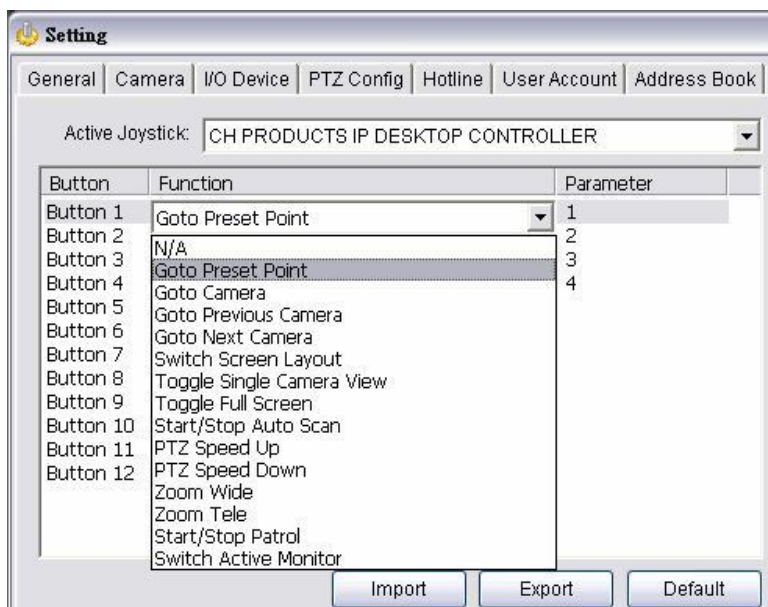 Setting
General Camera I/O Device PTZ Config Hotline User Account Address Book
Active Joystick: CH PRODUCTS IP DESKTOP CONTROLLER
Button Function Parameter
Button 1 Goto Preset Point 1
Button 2 2
Button 3 3
Button 4 4
Button 5
Button 6
Button 7
Button 8
Button 9
Button 10
Button 11
Button 12
N/A
Goto Preset Point
Goto Camera
Goto Previous Camera
Goto Next Camera
Switch Screen Layout
Toggle Single Camera View
Toggle Full Screen
Start/Stop Auto Scan
PTZ Speed Up
PTZ Speed Down
Zoom Wide
Zoom Tele
Start/Stop Patrol
Switch Active Monitor
Import Export Default